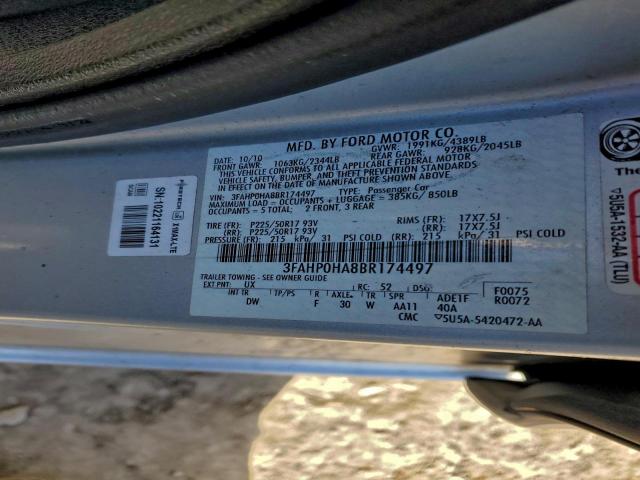 MFD. BY FORD MOTOR CO.
10/10 GVWR: 1991KG/4389LB
FRONT GAWR: 1063KG/2344LB REAR GAWR: 928KG/2045LB
THIS VEHICLE CONFORMS TO ALL APPLICABLE FEDERAL MOTOR
VEHICLE SAFETY, BUMPER, AND THEFT PREVENTION STANDARDS
IN EFFECT ON THE DATE OF MANUFACTURE SHOWN ABOVE.
VIN: 3FAHP0HA8BR174497 TYPE: Passenger Car
MAXIMUM LOAD = OCCUPANTS + LUGGAGE = 385KG/ 850LB
OCCUPANTS = 5 TOTAL; 2 FRONT, 3 REAR
TIRE (FR): P225/50R17 93V RIMS (FR): 17X7.5J
(RR): P225/50R17 93V (RR): 17X7.5J
PRESSURE (FR): 215 kPa/ 31 PSI COLD (RR): 215 kPa/ 31 PSI COLD
3FAHP0HA8BR174497
TRAILER TOWING - SEE OWNER GUIDE
EXT PNT: UX RC: 52 DSO: F0075
INT TR TP/PS R AXLE TR SPR ADE1F R0072
DW F 30 W AA11 40A
CMC 5U5A-5420472-AA
SN:10221164131
5U5A-1532-4A (TLU)
The